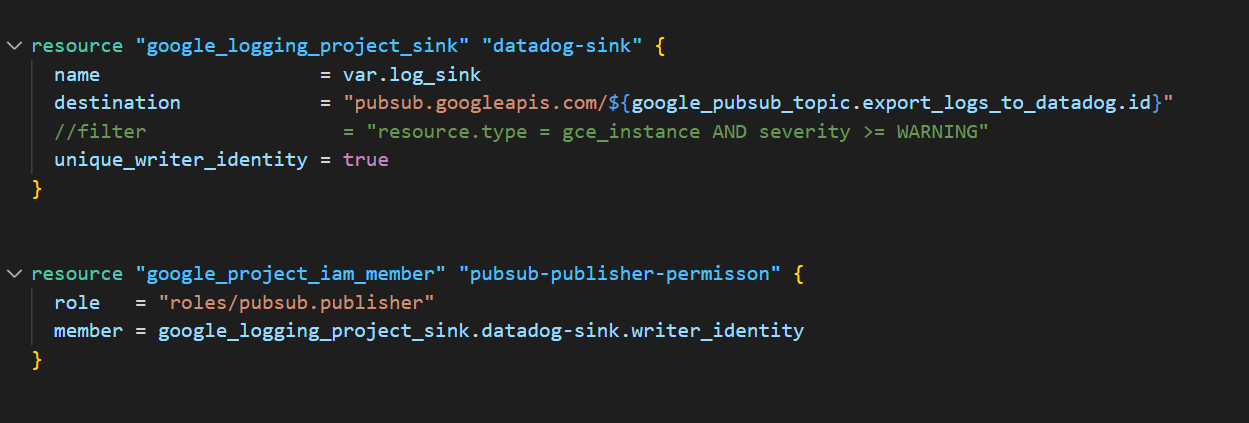 resource "google_logging_project_sink" "datadog-sink" {
  name                   = var.log_sink
  destination            = "pubsub.googleapis.com/${google_pubsub_topic.export_logs_to_datadog.id}"
  //filter                 = "resource.type = gce_instance AND severity >= WARNING"
  unique_writer_identity = true
}
resource "google_project_iam_member" "pubsub-publisher-permisson" {
  role   = "roles/pubsub.publisher"
  member = google_logging_project_sink.datadog-sink.writer_identity
}